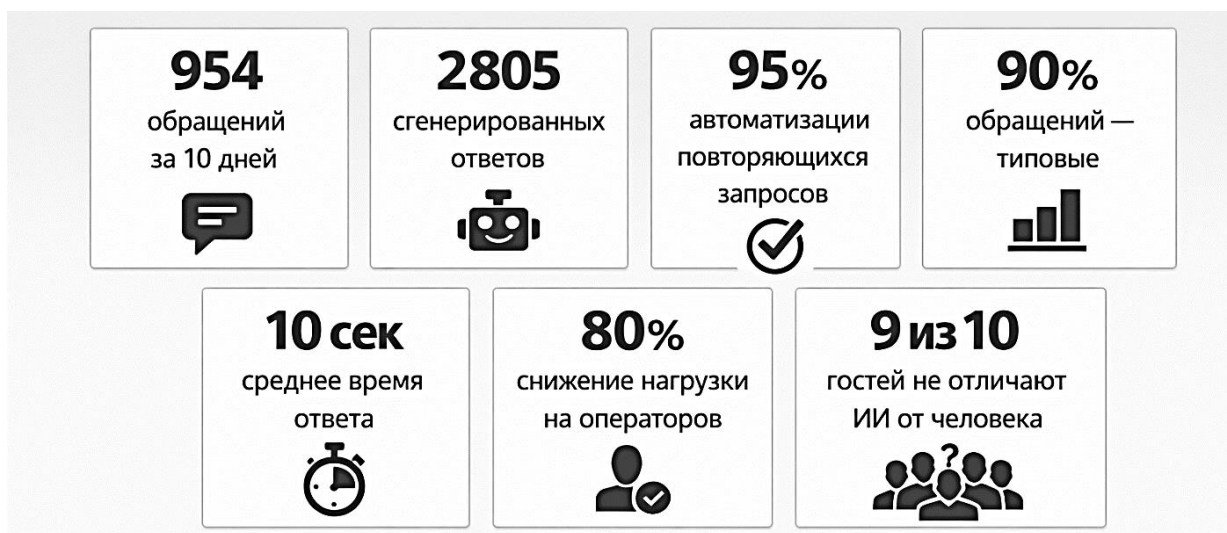 954
обращений
за 10 дней
2805
сгенерированных
ответов
95%
автоматизации
повторяющихся
запросов
90%
обращений —
типовые
10 сек
среднее время
ответа
80%
снижение нагрузки
на операторов
9 из 10
гостей не отличают
ИИ от человека
?